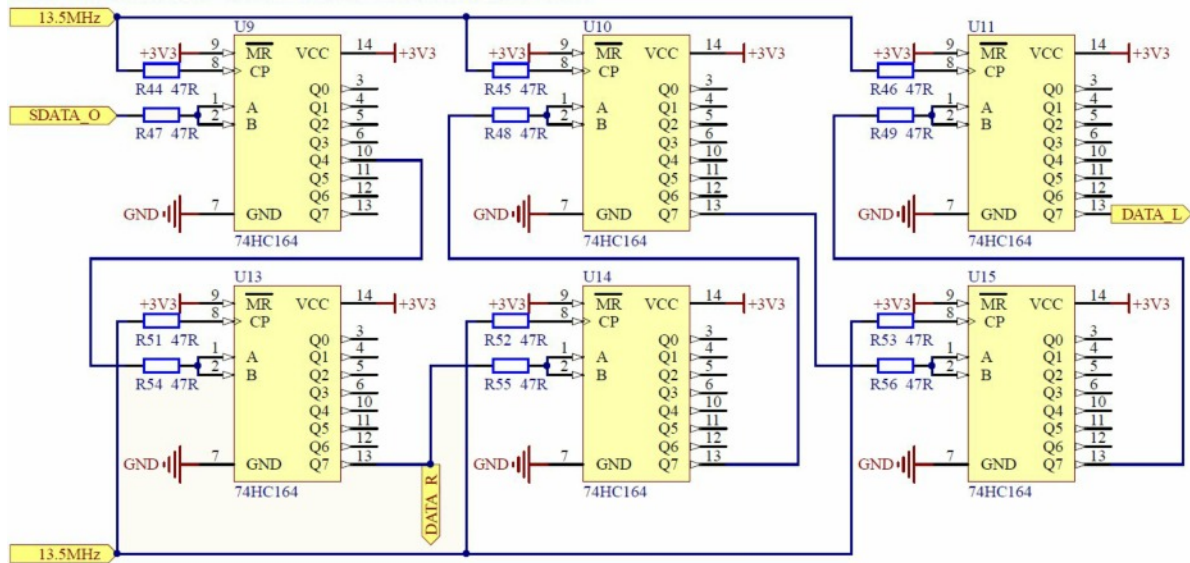 13.5MHz
U9
+3V3 9 MR VCC 14 +3V3
8 CP
R44 47R
Q0 3
SDATA_O 1 A Q1 4
2 B Q2 5
R47 47R
Q3 6
Q4 10
Q5 11
Q6 12
GND 7 GND Q7 13
74HC164
U10
+3V3 9 MR VCC 14 +3V3
8 CP
R45 47R
Q0 3
1 A Q1 4
2 B Q2 5
R48 47R
Q3 6
Q4 10
Q5 11
Q6 12
GND 7 GND Q7 13
74HC164
U11
+3V3 9 MR VCC 14 +3V3
8 CP
R46 47R
Q0 3
1 A Q1 4
2 B Q2 5
R49 47R
Q3 6
Q4 10
Q5 11
Q6 12
GND 7 GND Q7 13 DATA_L
74HC164
U13
+3V3 9 MR VCC 14 +3V3
8 CP
R51 47R
Q0 3
1 A Q1 4
2 B Q2 5
R54 47R
Q3 6
Q4 10
Q5 11
Q6 12
GND 7 GND Q7 13
74HC164
DATA_R
U14
+3V3 9 MR VCC 14 +3V3
8 CP
R52 47R
Q0 3
1 A Q1 4
2 B Q2 5
R55 47R
Q3 6
Q4 10
Q5 11
Q6 12
GND 7 GND Q7 13
74HC164
U15
+3V3 9 MR VCC 14 +3V3
8 CP
R53 47R
Q0 3
1 A Q1 4
2 B Q2 5
R56 47R
Q3 6
Q4 10
Q5 11
Q6 12
GND 7 GND Q7 13
74HC164
13.5MHz